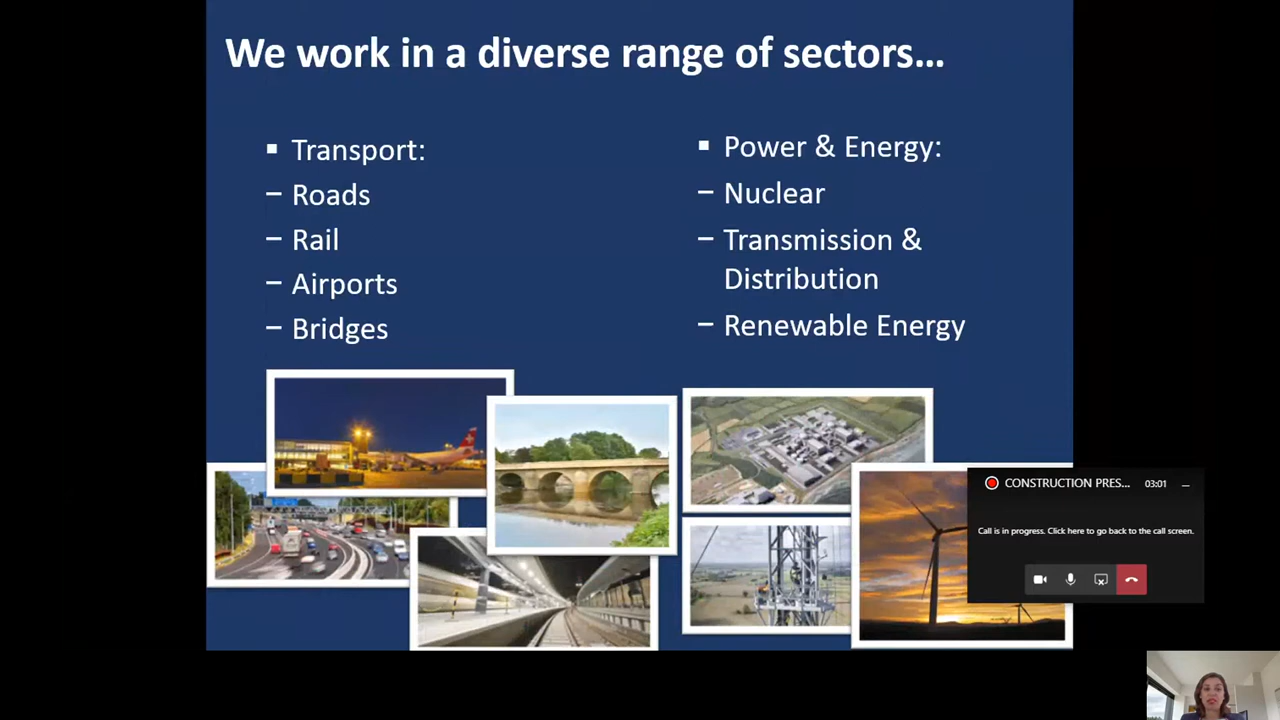 We work in a diverse range of sectors...
▪ Transport:
– Roads
– Rail
– Airports
– Bridges
▪ Power & Energy:
– Nuclear
– Transmission &
Distribution
– Renewable Energy
CONSTRUCTION PRES... 03:01
Call is in progress. Click here to go back to the call screen.